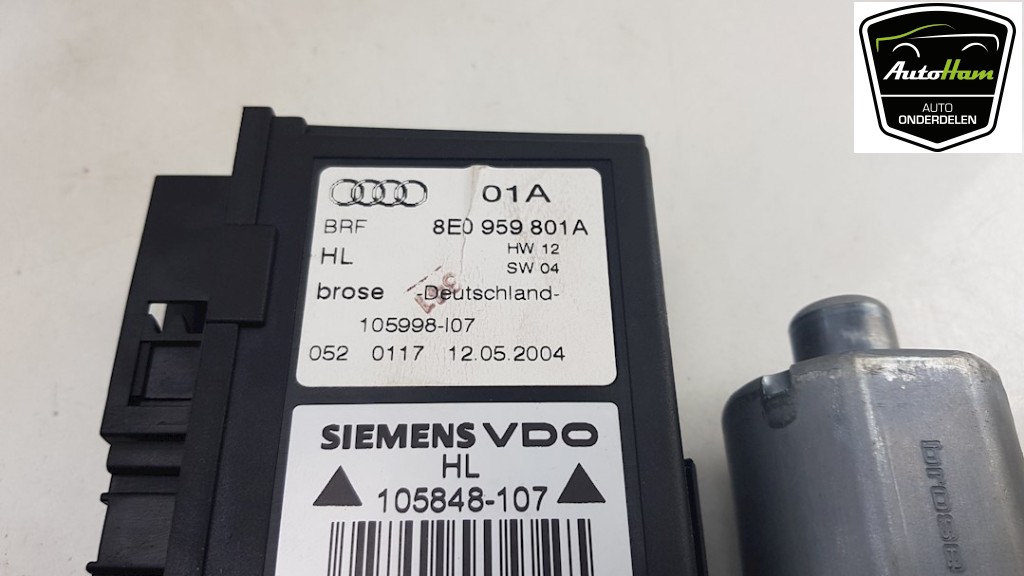 AutoHam
AUTO
ONDERDELEN
01A
BRF 8E0 959 801A
HL HW 12
SW 04
brose -Deutschland-
105998-I07
052 0117 12.05.2004
SIEMENS VDO
HL
105848-107
brose